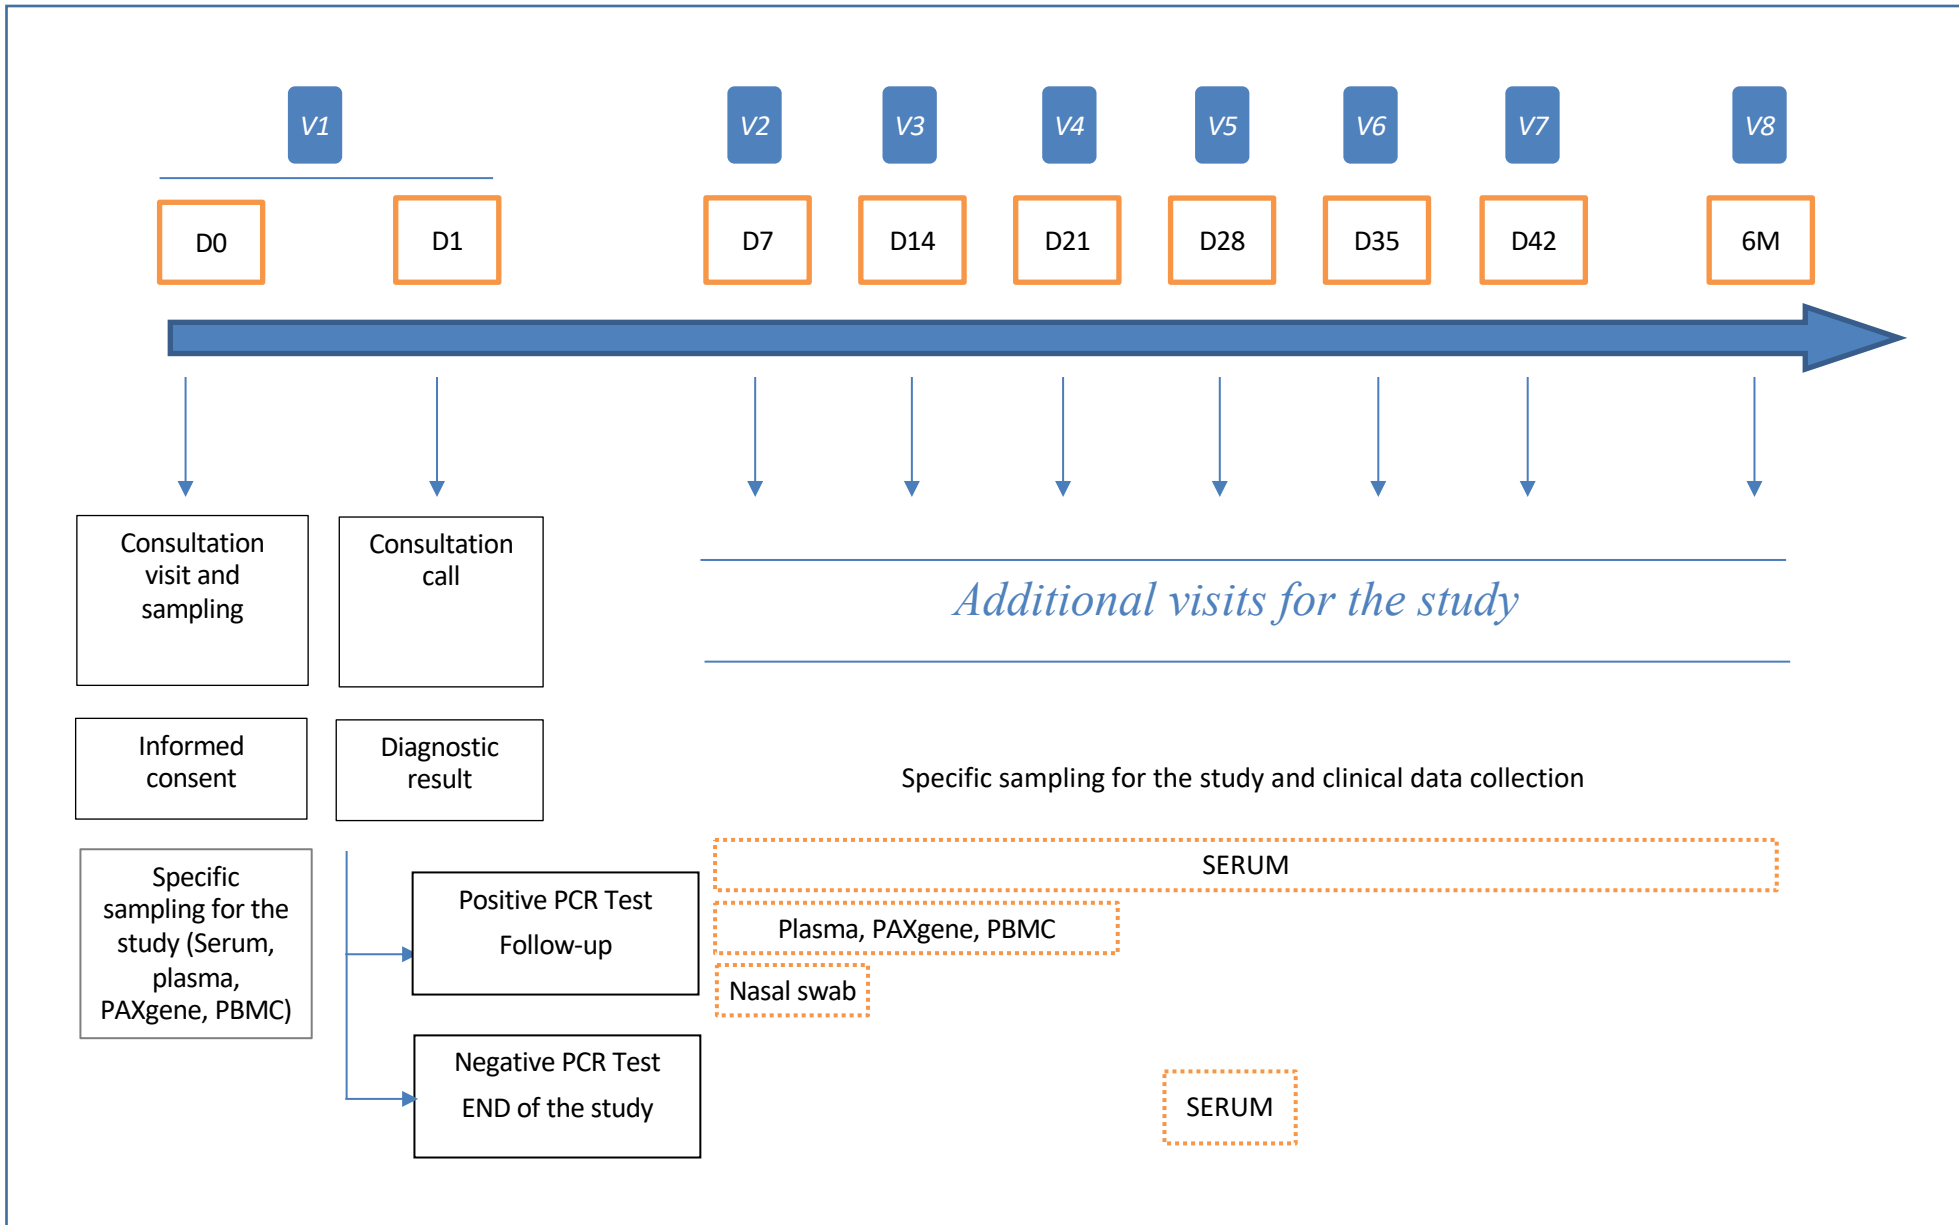 V1
V2
V3
V4
V5
V6
V7
V8
D0
D1
D7
D14
D21
D28
D35
D42
6M
Consultation
visit and
sampling
Consultation
call
Additional visits for the study
Informed
consent
Diagnostic
result
Specific sampling for the study and clinical data collection
Specific
sampling for the
study (Serum,
plasma,
PAXgene, PBMC)
Positive PCR Test
Follow-up
SERUM
Plasma, PAXgene, PBMC
Nasal swab
Negative PCR Test
END of the study
SERUM